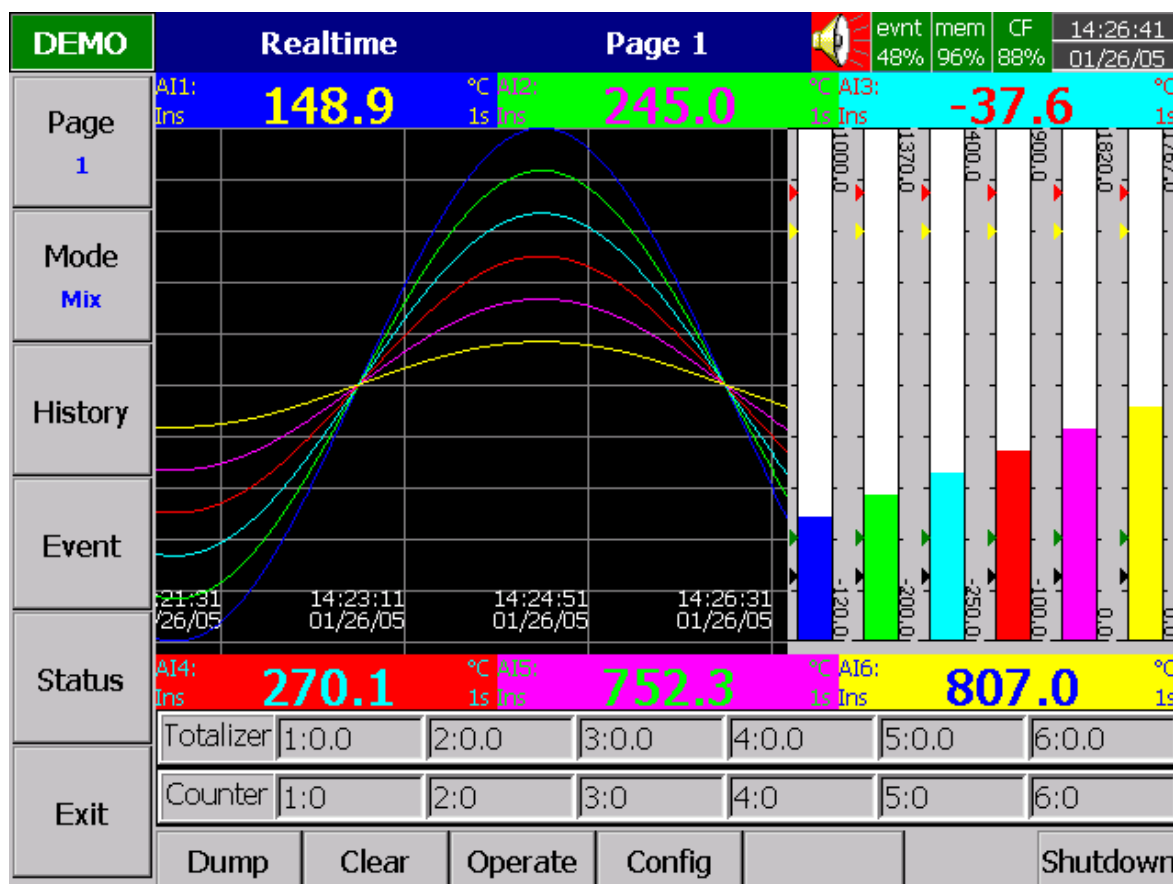 DEMO Realtime Page 1 evnt 48% mem 96% CF 88% 14:26:41 01/26/05
Page
1
Mode
Mix
History
Event
Status
Exit
AI1: Ins 148.9 °C 1s
AI2: Ins 245.0 °C 1s
AI3: Ins -37.6 °C 1s
1000.0 1370.0 400.0 900.0 1820.0
-120.0 -200.0 -250.0 -100.0 0.0 0.0
:21:31 14:23:11 14:24:51 14:26:31
/26/05 01/26/05 01/26/05 01/26/05
AI4: Ins 270.1 °C 1s
AI5: Ins 752.3 °C 1s
AI6: Ins 807.0 °C 1s
Totalizer 1:0.0 2:0.0 3:0.0 4:0.0 5:0.0 6:0.0
Counter 1:0 2:0 3:0 4:0 5:0 6:0
Dump Clear Operate Config Shutdown